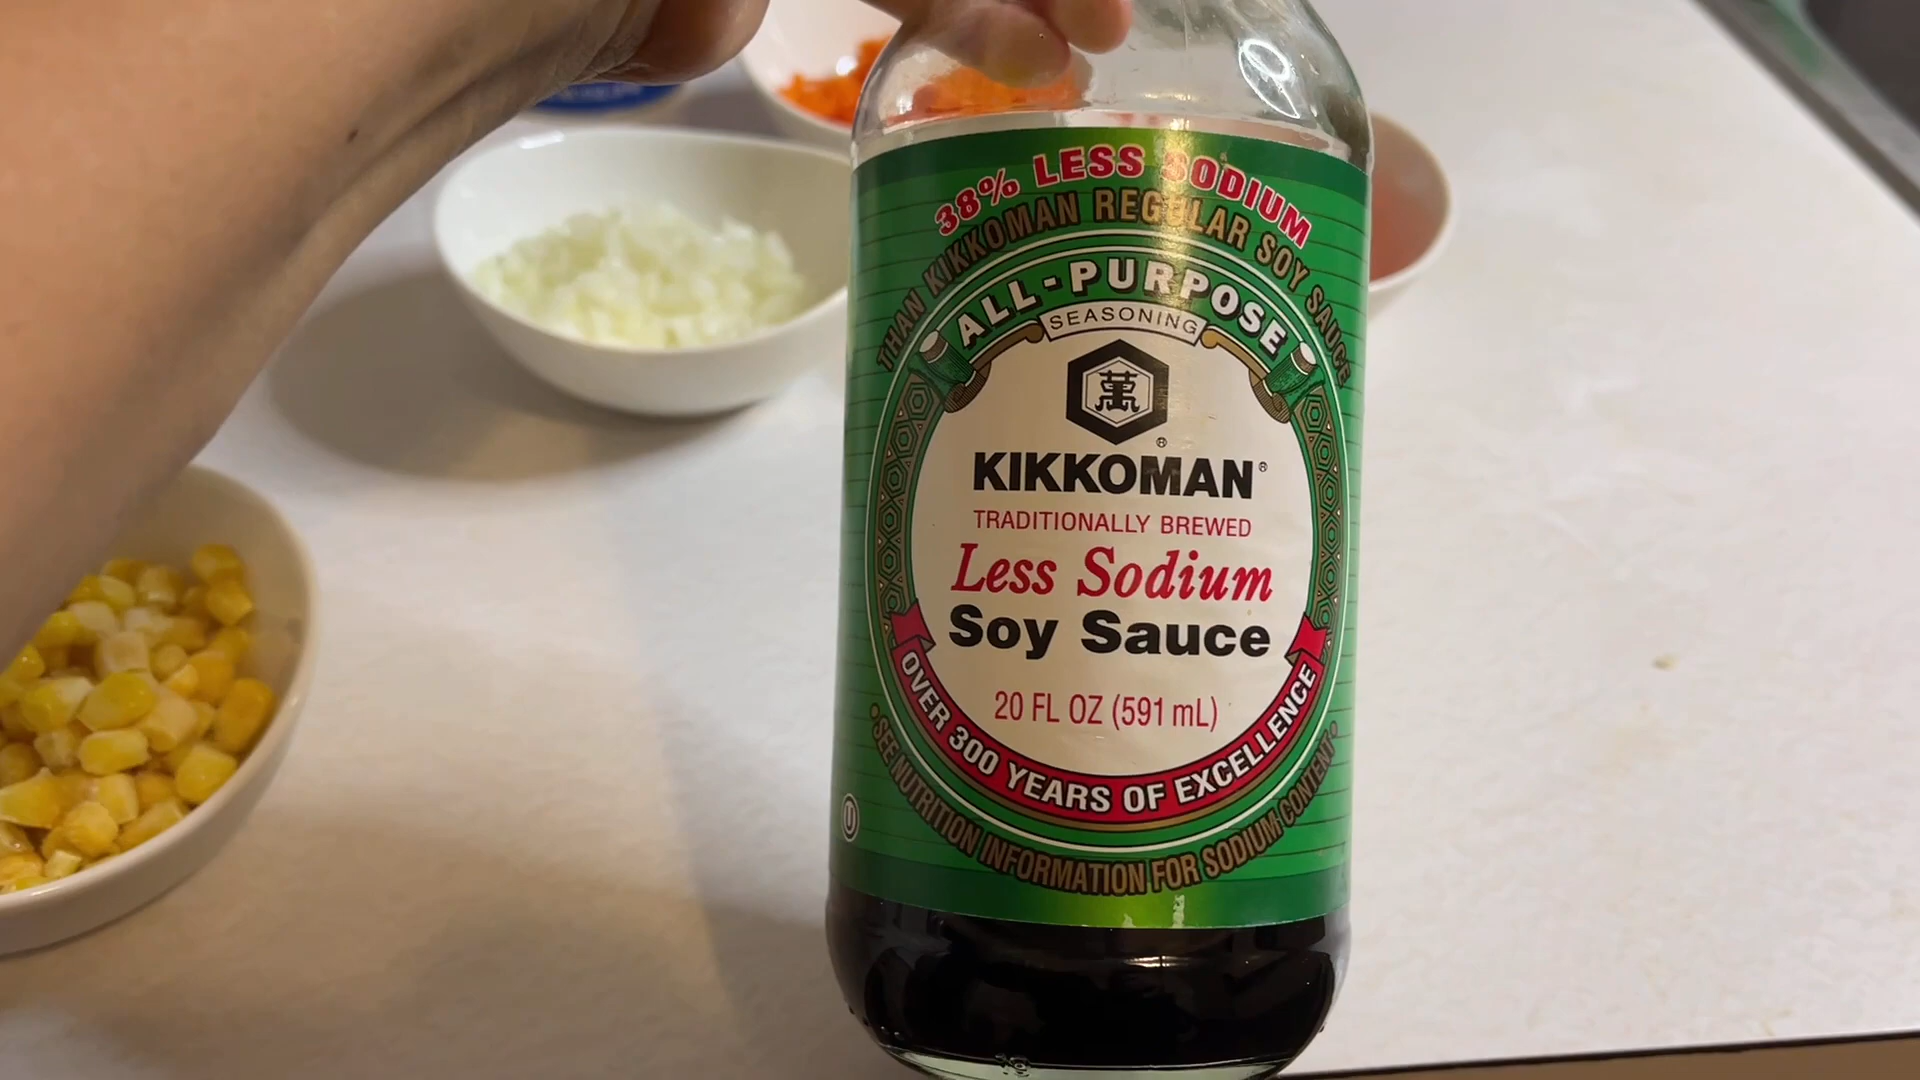 38% LESS SODIUM
THAN KIKKOMAN REGULAR SOY SAUCE
ALL-PURPOSE
SEASONING
萬
®
KIKKOMAN®
TRADITIONALLY BREWED
Less Sodium
Soy Sauce
20 FL OZ (591 mL)
OVER 300 YEARS OF EXCELLENCE
•SEE NUTRITION INFORMATION FOR SODIUM CONTENT•
U